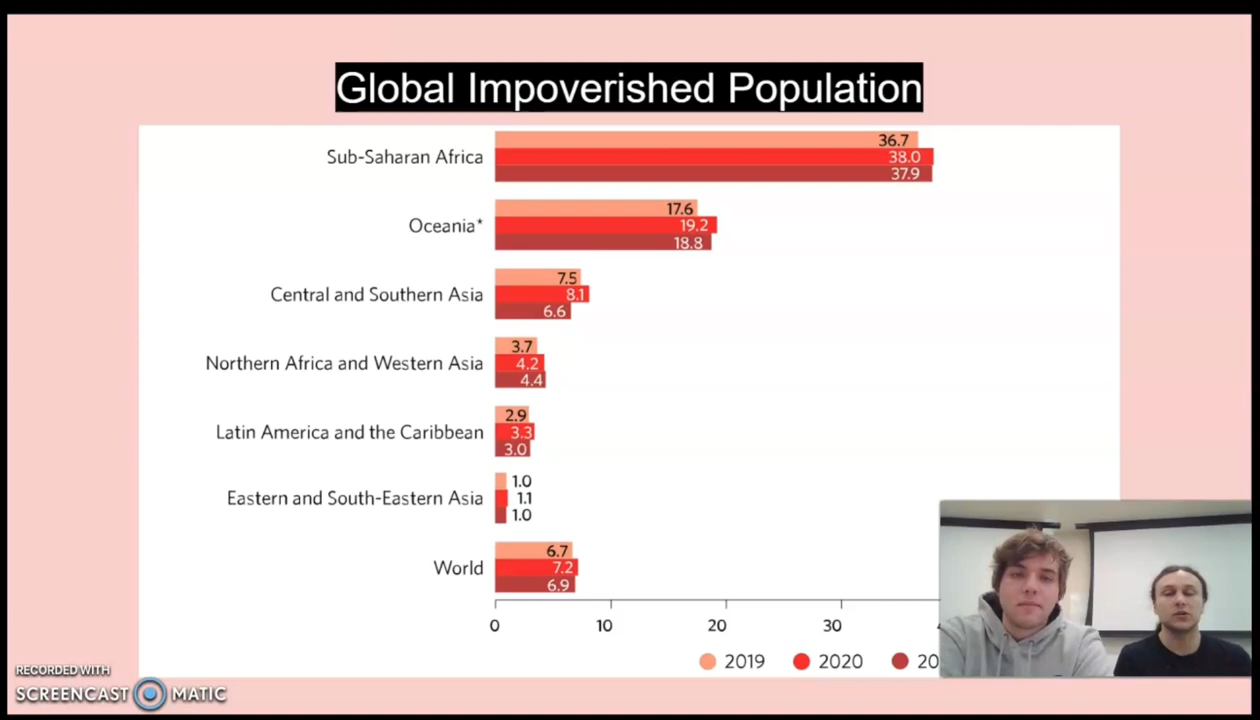 Global Impoverished Population
Sub-Saharan Africa
36.7
38.0
37.9
Oceania*
17.6
19.2
18.8
Central and Southern Asia
7.5
8.1
6.6
Northern Africa and Western Asia
3.7
4.2
4.4
Latin America and the Caribbean
2.9
3.3
3.0
Eastern and South-Eastern Asia
1.0
1.1
1.0
World
6.7
7.2
6.9
0 10 20 30
2019 2020 20
RECORDED WITH
SCREENCAST MATIC